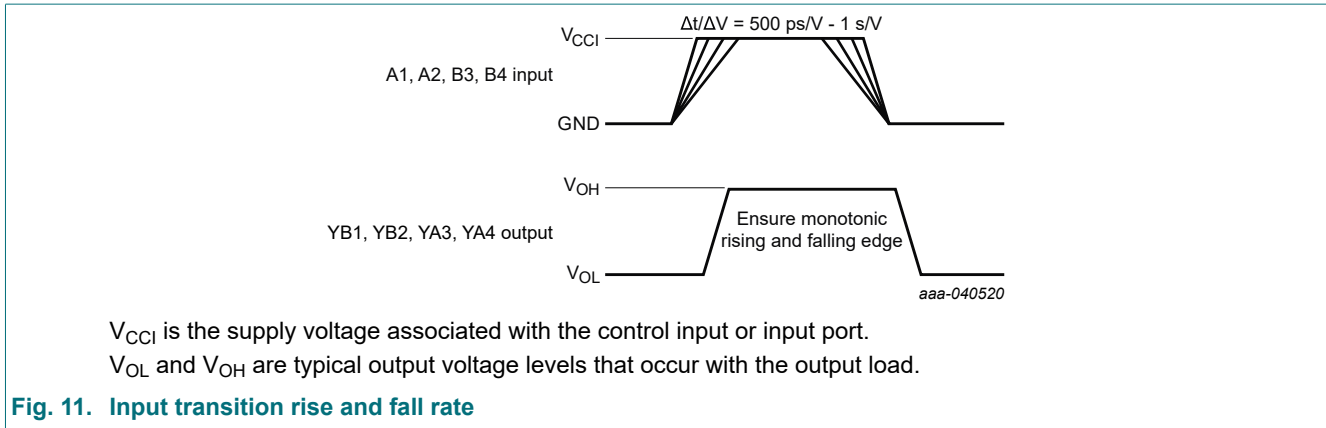 Δt/ΔV = 500 ps/V - 1 s/V
VCCI
A1, A2, B3, B4 input
GND
VOH
YB1, YB2, YA3, YA4 output
Ensure monotonic
rising and falling edge
VOL
aaa-040520
VCCI is the supply voltage associated with the control input or input port.
VOL and VOH are typical output voltage levels that occur with the output load.
Fig. 11. Input transition rise and fall rate